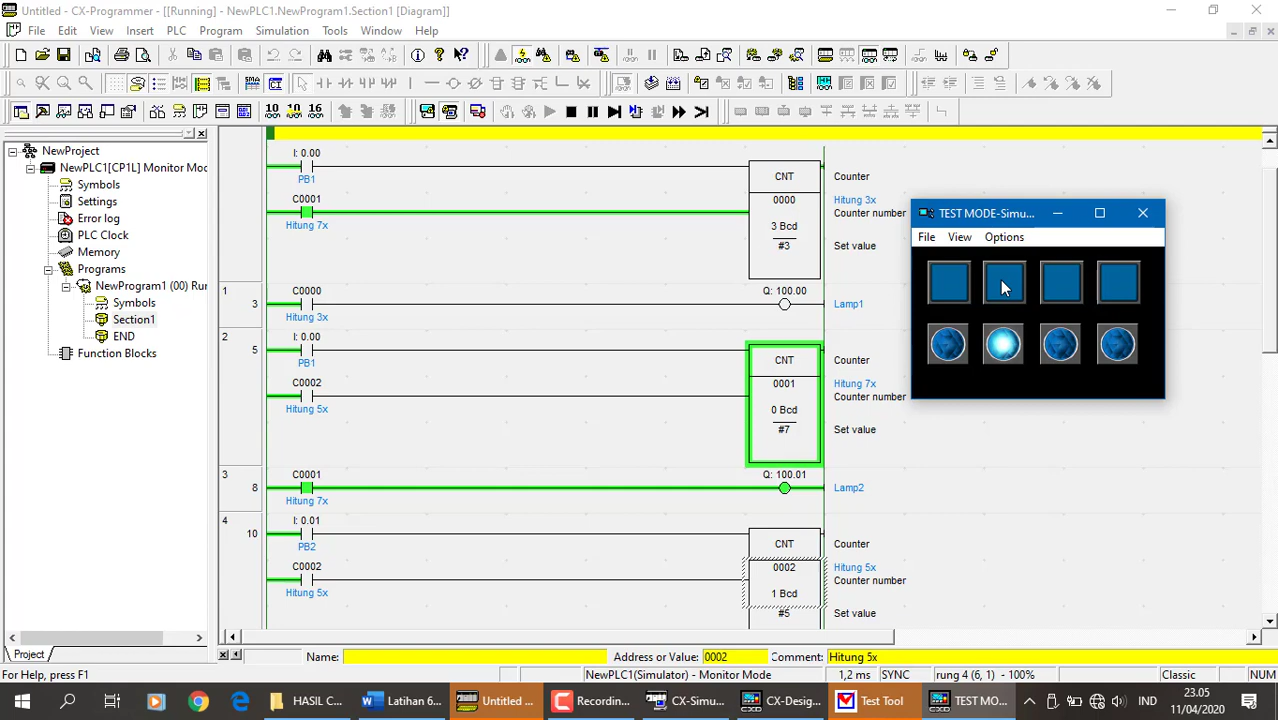 Untitled - CX-Programmer - [[Running] - NewPLC1.NewProgram1.Section1 [Diagram]]
File Edit View Insert PLC Program Simulation Tools Window Help
10 10 16
NewProject
NewPLC1[CP1L] Monitor Mo
Symbols
Settings
Error log
PLC Clock
Memory
Programs
NewProgram1 (00) Rur
Symbols
Section1
END
Function Blocks
Project
I: 0.00
PB1
CNT
Counter
C0001
Hitung 7x
0000
Hitung 3x
Counter number
3 Bcd
#3
Set value
1
3
C0000
Hitung 3x
Q: 100.00
Lamp1
2
5
I: 0.00
PB1
CNT
Counter
C0002
Hitung 5x
0001
Hitung 7x
Counter number
0 Bcd
#7
Set value
3
8
C0001
Hitung 7x
Q: 100.01
Lamp2
4
10
I: 0.01
PB2
CNT
Counter
C0002
Hitung 5x
0002
Hitung 5x
Counter number
1 Bcd
#5
Set value
TEST MODE-Simu...
File View Options
Name: Address or Value: 0002 Comment: Hitung 5x
For Help, press F1 NewPLC1(Simulator) - Monitor Mode 1,2 ms SYNC rung 4 (6, 1) - 100% Classic NUM
HASIL C... Latihan 6... Untitled ... Recordin... CX-Simu... CX-Desig... Test Tool TEST MO... IND 23.05
11/04/2020